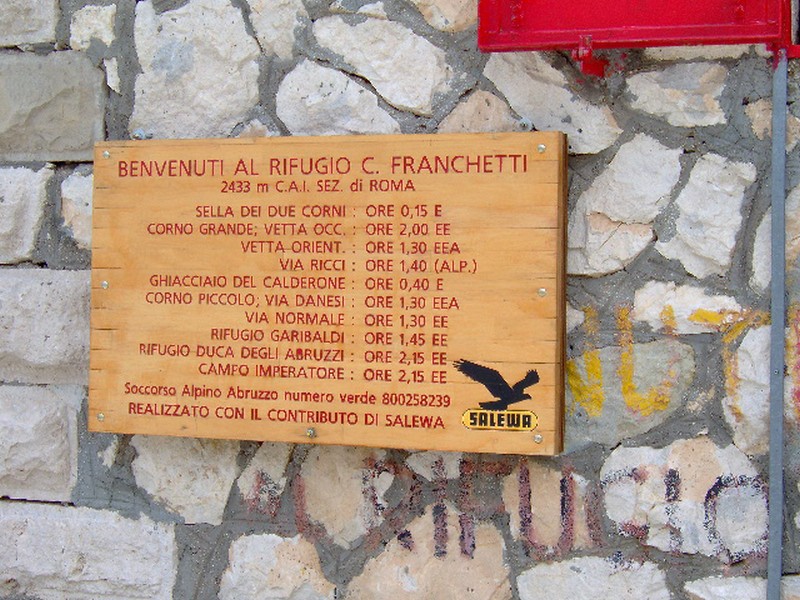 BENVENUTI AL RIFUGIO C. FRANCHETTI
2433 m C.A.I. SEZ. di ROMA
SELLA DEI DUE CORNI : ORE 0,15 E
CORNO GRANDE; VETTA OCC. : ORE 2,00 EE
VETTA ORIENT. : ORE 1,30 EEA
VIA RICCI : ORE 1,40 (ALP.)
GHIACCIAIO DEL CALDERONE : ORE 0,40 E
CORNO PICCOLO; VIA DANESI : ORE 1,30 EEA
VIA NORMALE : ORE 1,30 EE
RIFUGIO GARIBALDI : ORE 1,45 EE
RIFUGIO DUCA DEGLI ABRUZZI : ORE 2,15 EE
CAMPO IMPERATORE : ORE 2,15 EE
Soccorso Alpino Abruzzo numero verde 800258239
REALIZZATO CON IL CONTRIBUTO DI SALEWA
SALEWA
RIFUGIO